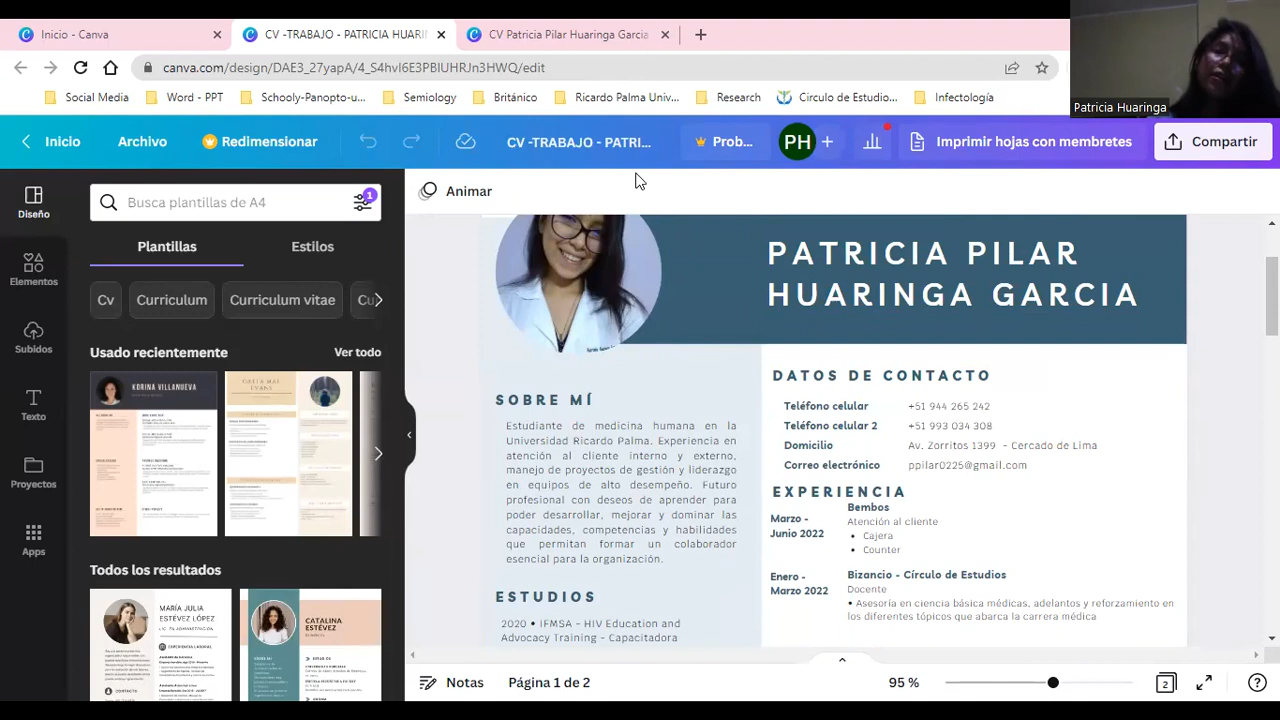 Inicio - Canva
CV -TRABAJO - PATRICIA HUARIN
CV Patricia Pilar Huaringa Garcia
canva.com/design/DAE3_27yapA/4_S4hvI6E3PBIUHRJn3HWQ/edit
Social Media
Word - PPT
Schooly-Panopto-u...
Semiology
Británico
Ricardo Palma Univ...
Research
Circulo de Estudio...
Infectología
Patricia Huaringa
Inicio
Archivo
Redimensionar
CV -TRABAJO - PATRI...
Prob...
PH
Imprimir hojas con membretes
Compartir
Diseño
Elementos
Subidos
Texto
Proyectos
Apps
Busca plantillas de A4
1
Plantillas
Estilos
Cv
Curriculum
Curriculum vitae
Cu
Usado recientemente
Ver todo
KORINA VILLANUEVA
Todos los resultados
MARÍA JULIA
ESTÉVEZ LÓPEZ
LIC. EN ADMINISTRACIÓN
EXPERIENCIA LABORAL
CONTACTO
CATALINA
ESTÉVEZ
Animar
PATRICIA PILAR
HUARINGA GARCIA
SOBRE MÍ
Estudiante de medicina humana en la
Universidad Ricardo Palma. Experiencia en
atención al cliente interno y externo,
manejo de proyectos de gestión y liderazgo
en equipos de alto desempeño. Futuro
profesional con deseos de aprender para
así desarrollar, mejorar y dominar las
capacidades, competencias y habilidades
que permitan formar un colaborador
esencial para la organización.
ESTUDIOS
2020 • IFMSA - HIV Education and
Advocacy Training - Capacitadora
DATOS DE CONTACTO
Teléfono celular +51 944 265 242
Teléfono celular 2 +51 993 034 308
Domicilio Av. Zorritos 1399 - Cercado de Lima
Correo electrónico ppilar0225@gmail.com
EXPERIENCIA
Marzo -
Junio 2022
Bembos
Atención al cliente
• Cajera
• Counter
Enero -
Marzo 2022
Bizancio - Círculo de Estudios
Docente
• Asesoría en ciencia básica médicas, adelantos y reforzamiento en
los diferentes tópicos que abarca la carrera médica
Notas
Página 1 de 2
95 %
2